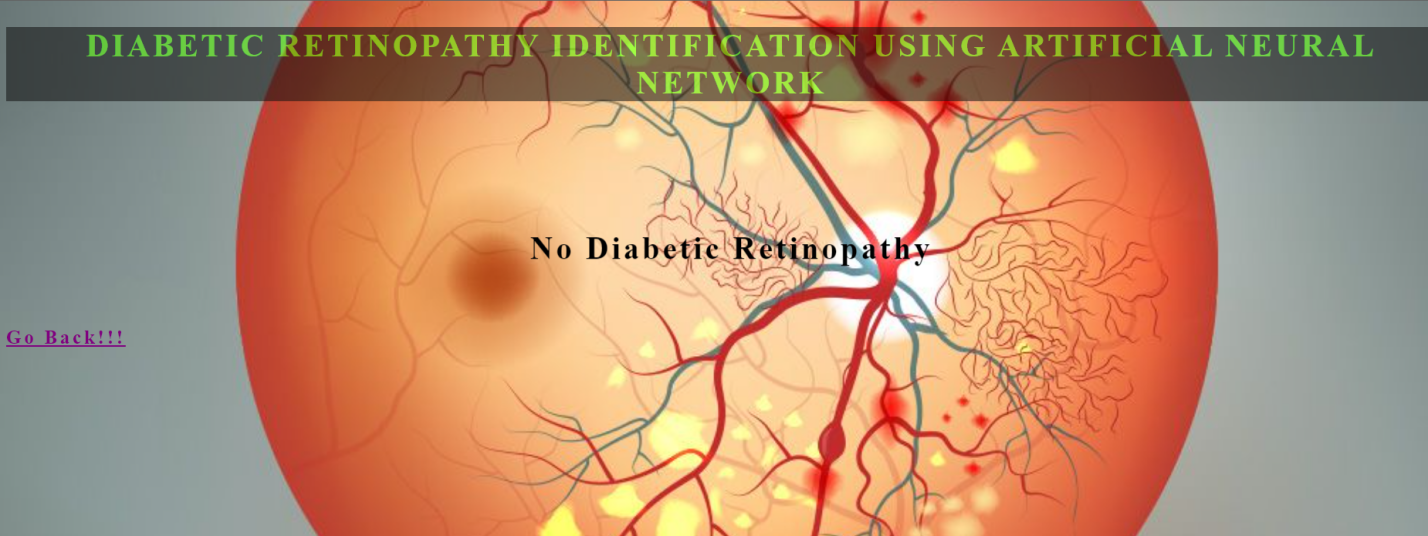 DIABETIC RETINOPATHY IDENTIFICATION USING ARTIFICIAL NEURAL
NETWORK
No Diabetic Retinopathy
Go Back!!!